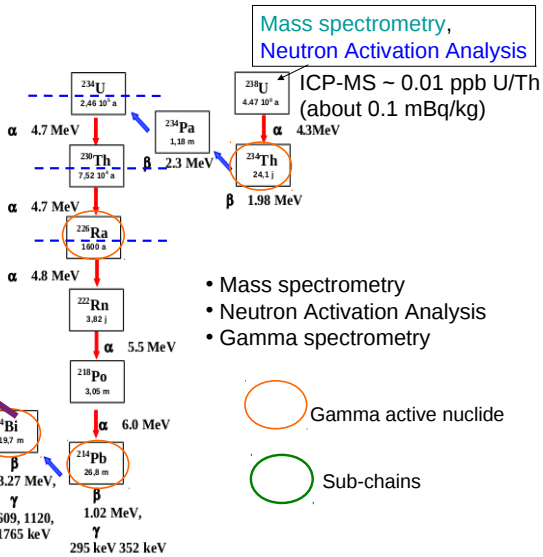 Mass spectrometry,
Neutron Activation Analysis
ICP-MS ~ 0.01 ppb U/Th
(about 0.1 mBq/kg)
²³⁴U
2,46 10⁵ a
²³⁸U
4.47 10⁹ a
²³⁴Pa
1,18 m
α 4.7 MeV
α 4.3MeV
²³⁰Th
7,52 10⁴ a
β 2.3 MeV
²³⁴Th
24,1 j
α 4.7 MeV
β 1.98 MeV
²²⁶Ra
1600 a
α 4.8 MeV
• Mass spectrometry
• Neutron Activation Analysis
• Gamma spectrometry
²²²Rn
3,82 j
α 5.5 MeV
²¹⁸Po
3,05 m
Gamma active nuclide
α 6.0 MeV
⁴Bi
19,7 m
²¹⁴Pb
26,8 m
Sub-chains
β
3.27 MeV,
γ
609, 1120,
1765 keV
β
1.02 MeV,
γ
295 keV 352 keV